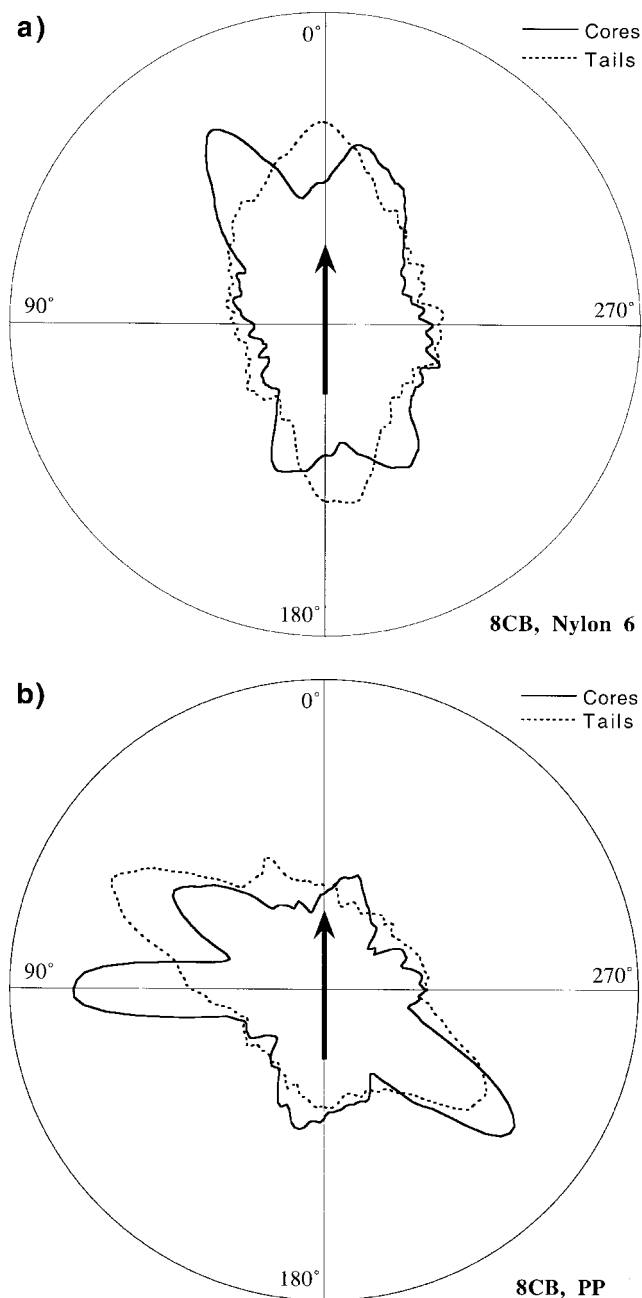 a)
0°
Cores
Tails
90°
270°
180°
8CB, Nylon 6
b)
0°
Cores
Tails
90°
270°
180°
8CB, PP